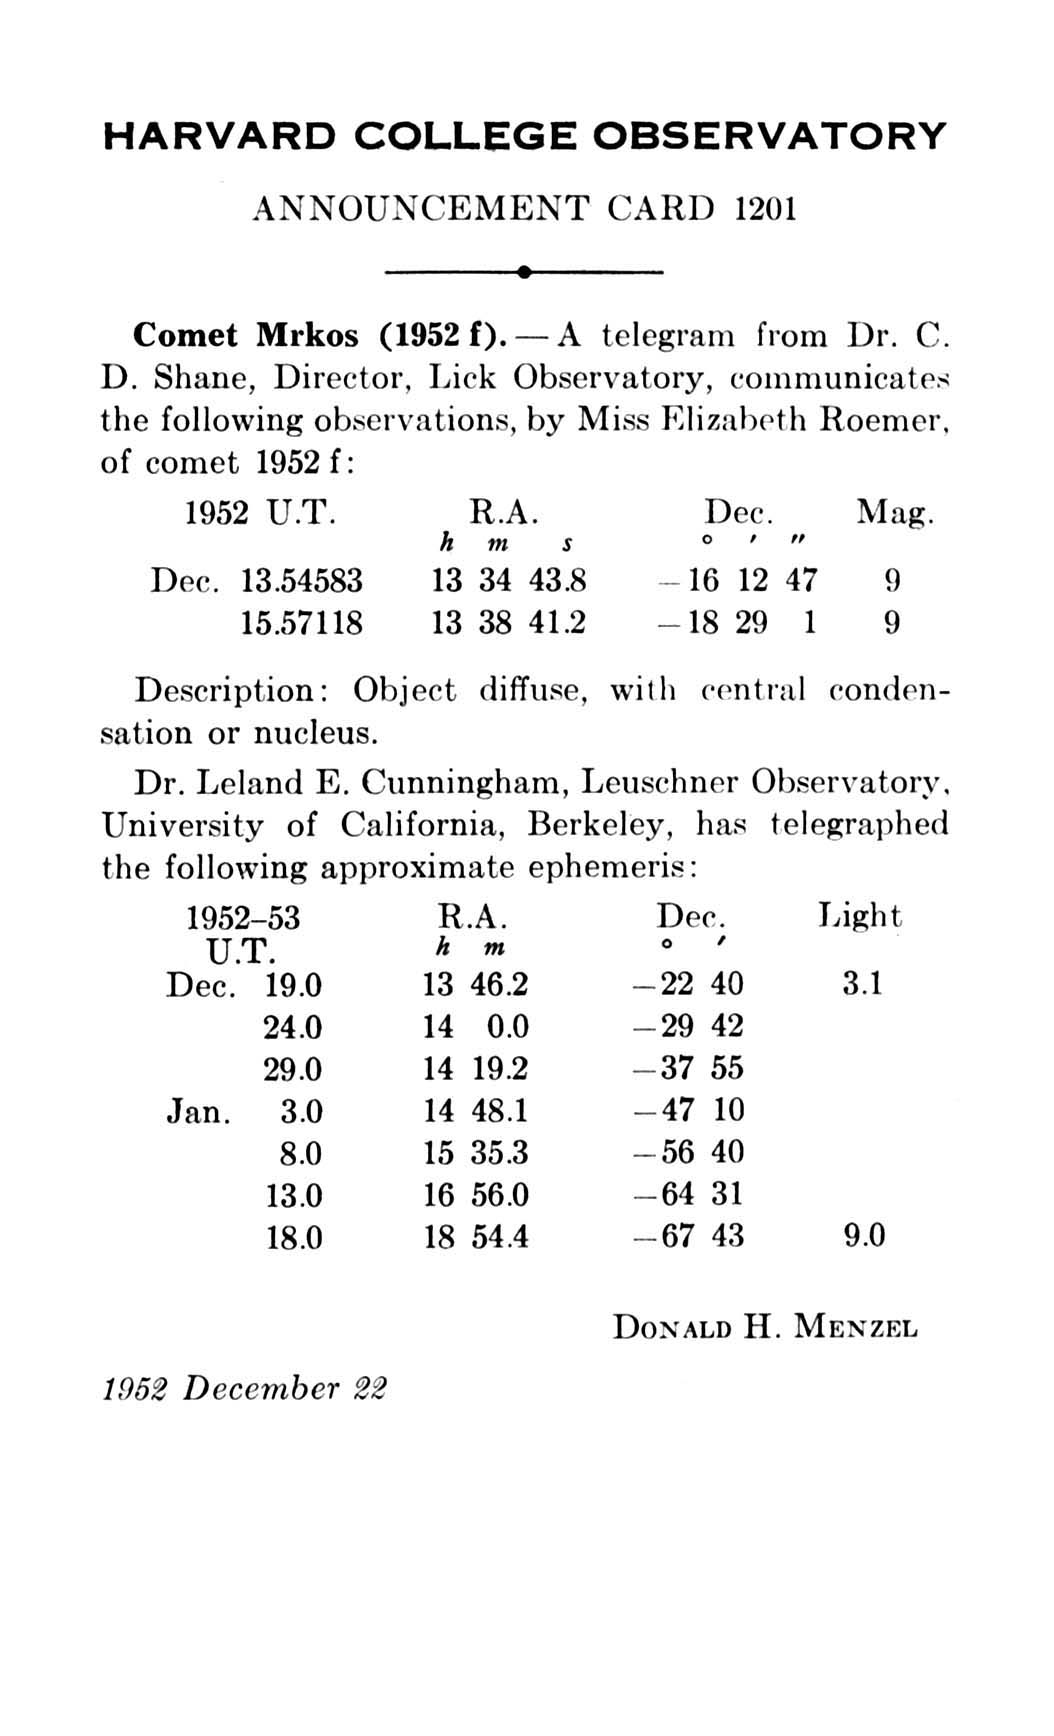 HARVARD COLLEGE OBSERVATORY
ANNOUNCEMENT CARD 1201
Comet Mrkos (1952 f). — A telegram from Dr. C.
D. Shane, Director, Lick Observatory, communicates
the following observations, by Miss Elizabeth Roemer,
of comet 1952 f:
1952 U.T. R.A. Dec. Mag.
h m s ° ′ ″
Dec. 13.54583 13 34 43.8 —16 12 47 9
15.57118 13 38 41.2 —18 29 1 9
Description: Object diffuse, with central conden-
sation or nucleus.
Dr. Leland E. Cunningham, Leuschner Observatory,
University of California, Berkeley, has telegraphed
the following approximate ephemeris:
1952–53 R.A. Dec. Light
U.T. h m ° ′
Dec. 19.0 13 46.2 —22 40 3.1
24.0 14 0.0 —29 42
29.0 14 19.2 —37 55
Jan. 3.0 14 48.1 —47 10
8.0 15 35.3 —56 40
13.0 16 56.0 —64 31
18.0 18 54.4 —67 43 9.0
DONALD H. MENZEL
1952 December 22